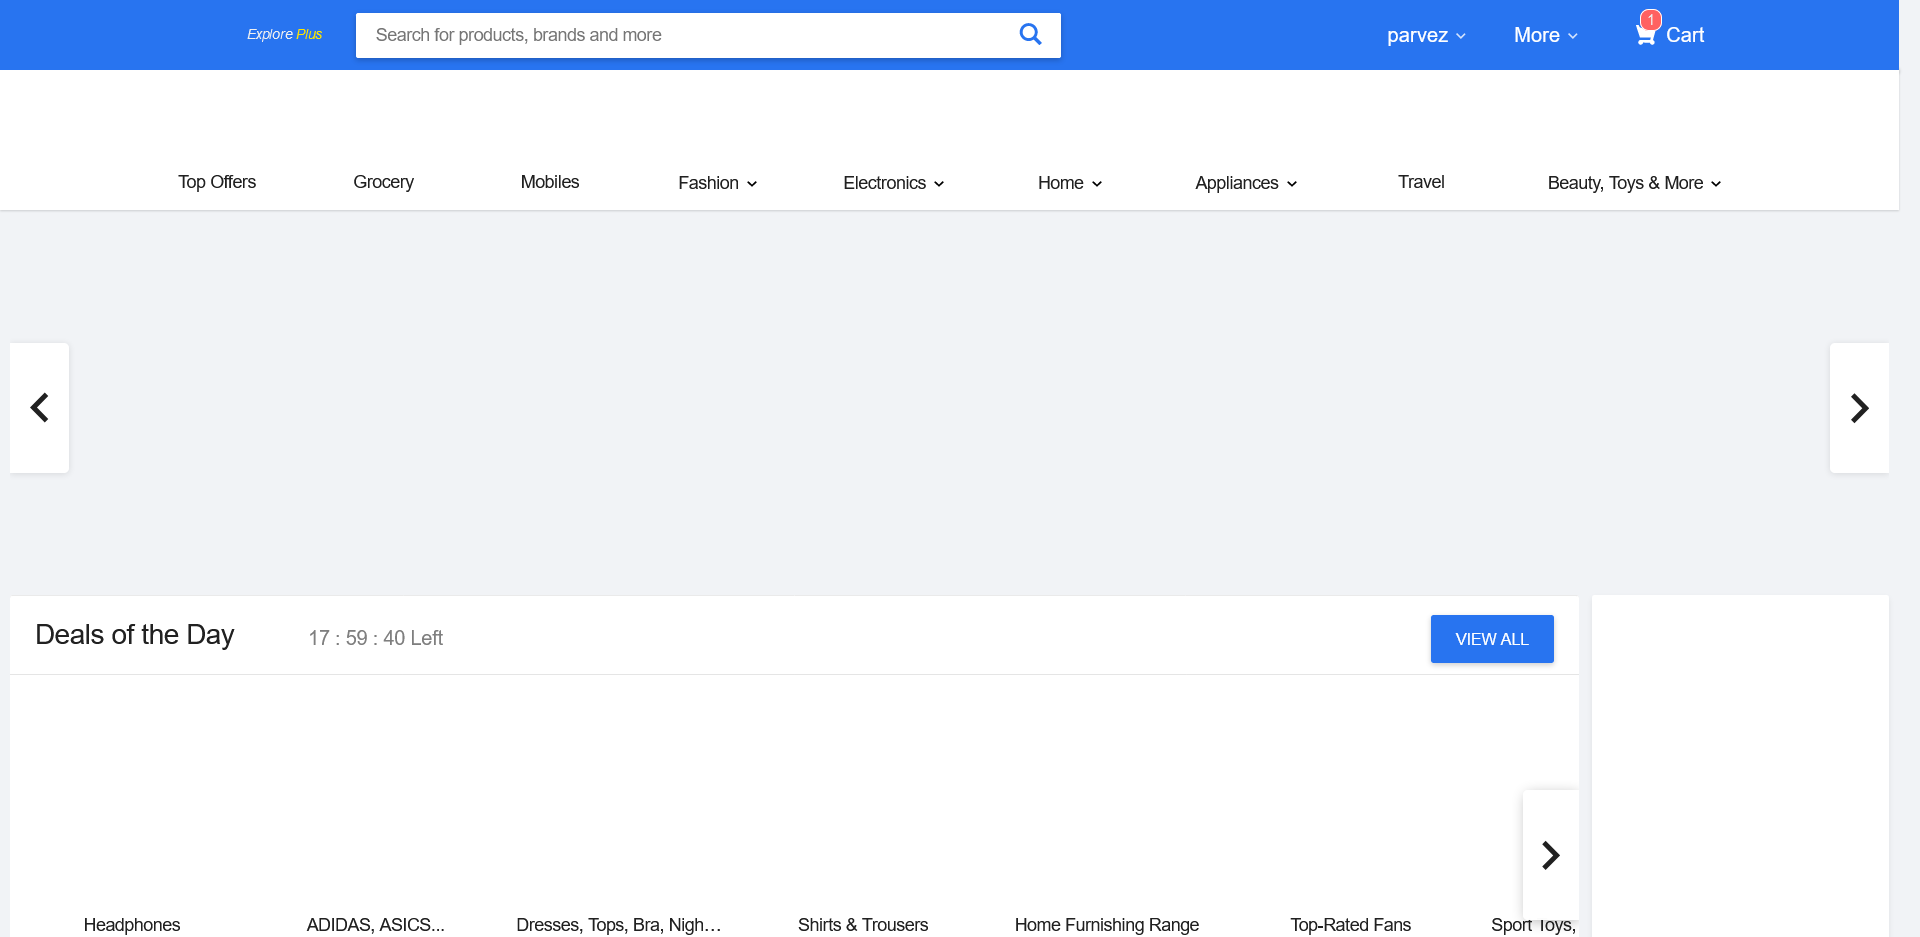 Explore Plus
Search for products, brands and more
parvez
More
1
Cart
Top Offers
Grocery
Mobiles
Fashion
Electronics
Home
Appliances
Travel
Beauty, Toys & More
Deals of the Day
17 : 59 : 40 Left
VIEW ALL
Headphones
ADIDAS, ASICS...
Dresses, Tops, Bra, Nigh...
Shirts & Trousers
Home Furnishing Range
Top-Rated Fans
Sport Toys,